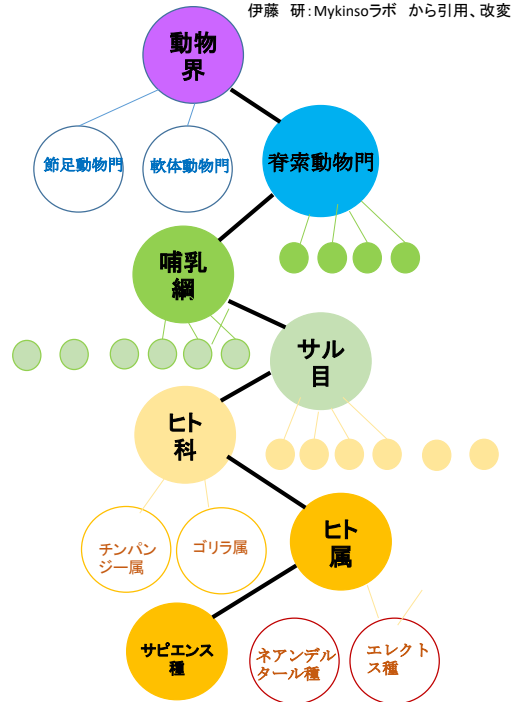 伊藤 研:Mykinsoラボ から引用、改変
動物
界
節足動物門
軟体動物門
脊索動物門
哺乳
綱
サル
目
ヒト
科
チンパン
ジー属
ゴリラ属
ヒト
属
サピエンス
種
ネアンデル
タール種
エレクト
ス種